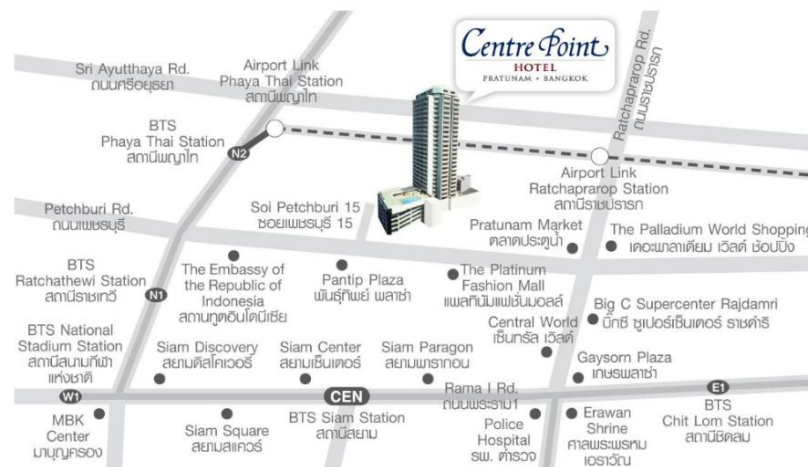 Centre Point
HOTEL
PRATUNAM • BANGKOK
Ratchaprarop Rd.
ถนนราชปรารภ
Sri Ayutthaya Rd.
ถนนศรีอยุธยา
Airport Link
Phaya Thai Station
สถานีพญาไท
BTS
Phaya Thai Station
สถานีพญาไท
N2
Airport Link
Ratchaprarop Station
สถานีราชปรารภ
Petchburi Rd.
ถนนเพชรบุรี
Soi Petchburi 15
ซอยเพชรบุรี 15
Pratunam Market
ตลาดประตูน้ำ
The Palladium World Shopping
เดอะพาลาเดียม เวิลด์ ช้อปปิ้ง
BTS
Ratchathewi Station
สถานีราชเทวี
N1
The Embassy of
the Republic of
Indonesia
สถานทูตอินโดนีเซีย
Pantip Plaza
พันธุ์ทิพย์ พลาซ่า
The Platinum
Fashion Mall
แพลทินัมแฟชั่นมอลล์
Big C Supercenter Rajdamri
บิ๊กซี ซูเปอร์เซ็นเตอร์ ราชดำริ
Central World
เซ็นทรัล เวิลด์
BTS National
Stadium Station
สถานีสนามกีฬา
แห่งชาติ
Siam Discovery
สยามดิสโคเวอรี่
Siam Center
สยามเซ็นเตอร์
Siam Paragon
สยามพารากอน
Gaysorn Plaza
เกษรพลาซ่า
Rama I Rd.
ถนนพระราม1
W1
CEN
E1
MBK
Center
มาบุญครอง
Siam Square
สยามสแควร์
BTS Siam Station
สถานีสยาม
Police
Hospital
รพ. ตำรวจ
Erawan
Shrine
ศาลพระพรหม
เอราวัณ
BTS
Chit Lom Station
สถานีชิดลม